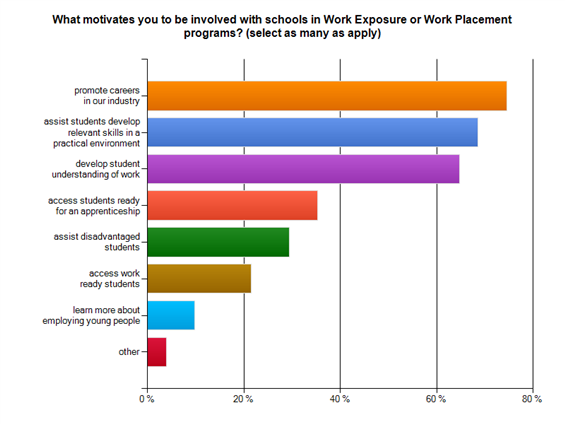 What motivates you to be involved with schools in Work Exposure or Work Placement
programs? (select as many as apply)
promote careers
in our industry
assist students develop
relevant skills in a
practical environment
develop student
understanding of work
access students ready
for an apprenticeship
assist disadvantaged
students
access work
ready students
learn more about
employing young people
other
0 % 20 % 40 % 60 % 80 %